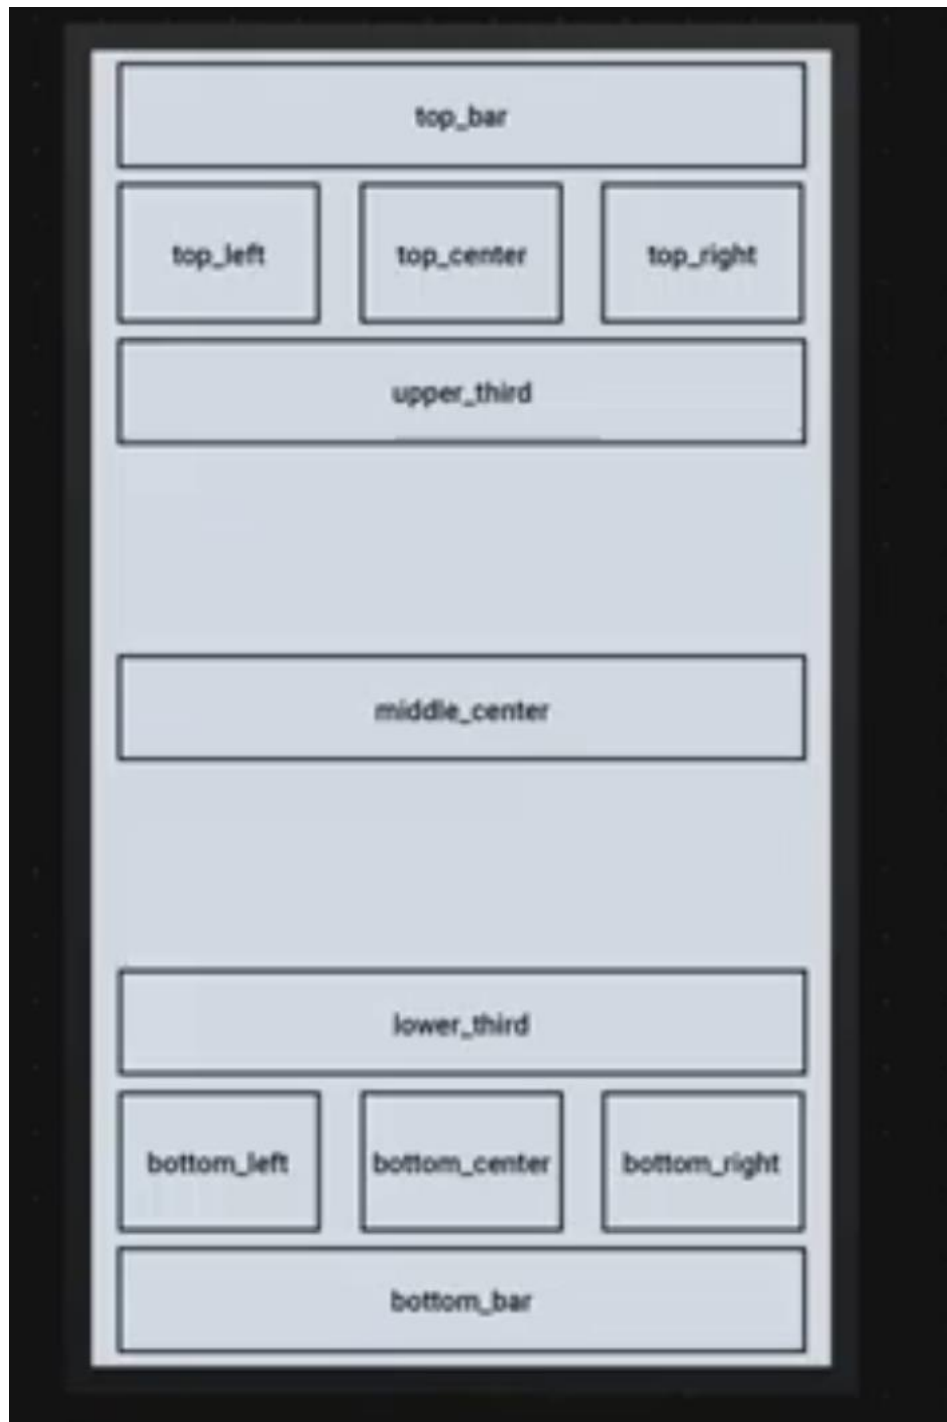 top_bar
top_left top_center top_right
upper_third
middle_center
lower_third
bottom_left bottom_center bottom_right
bottom_bar